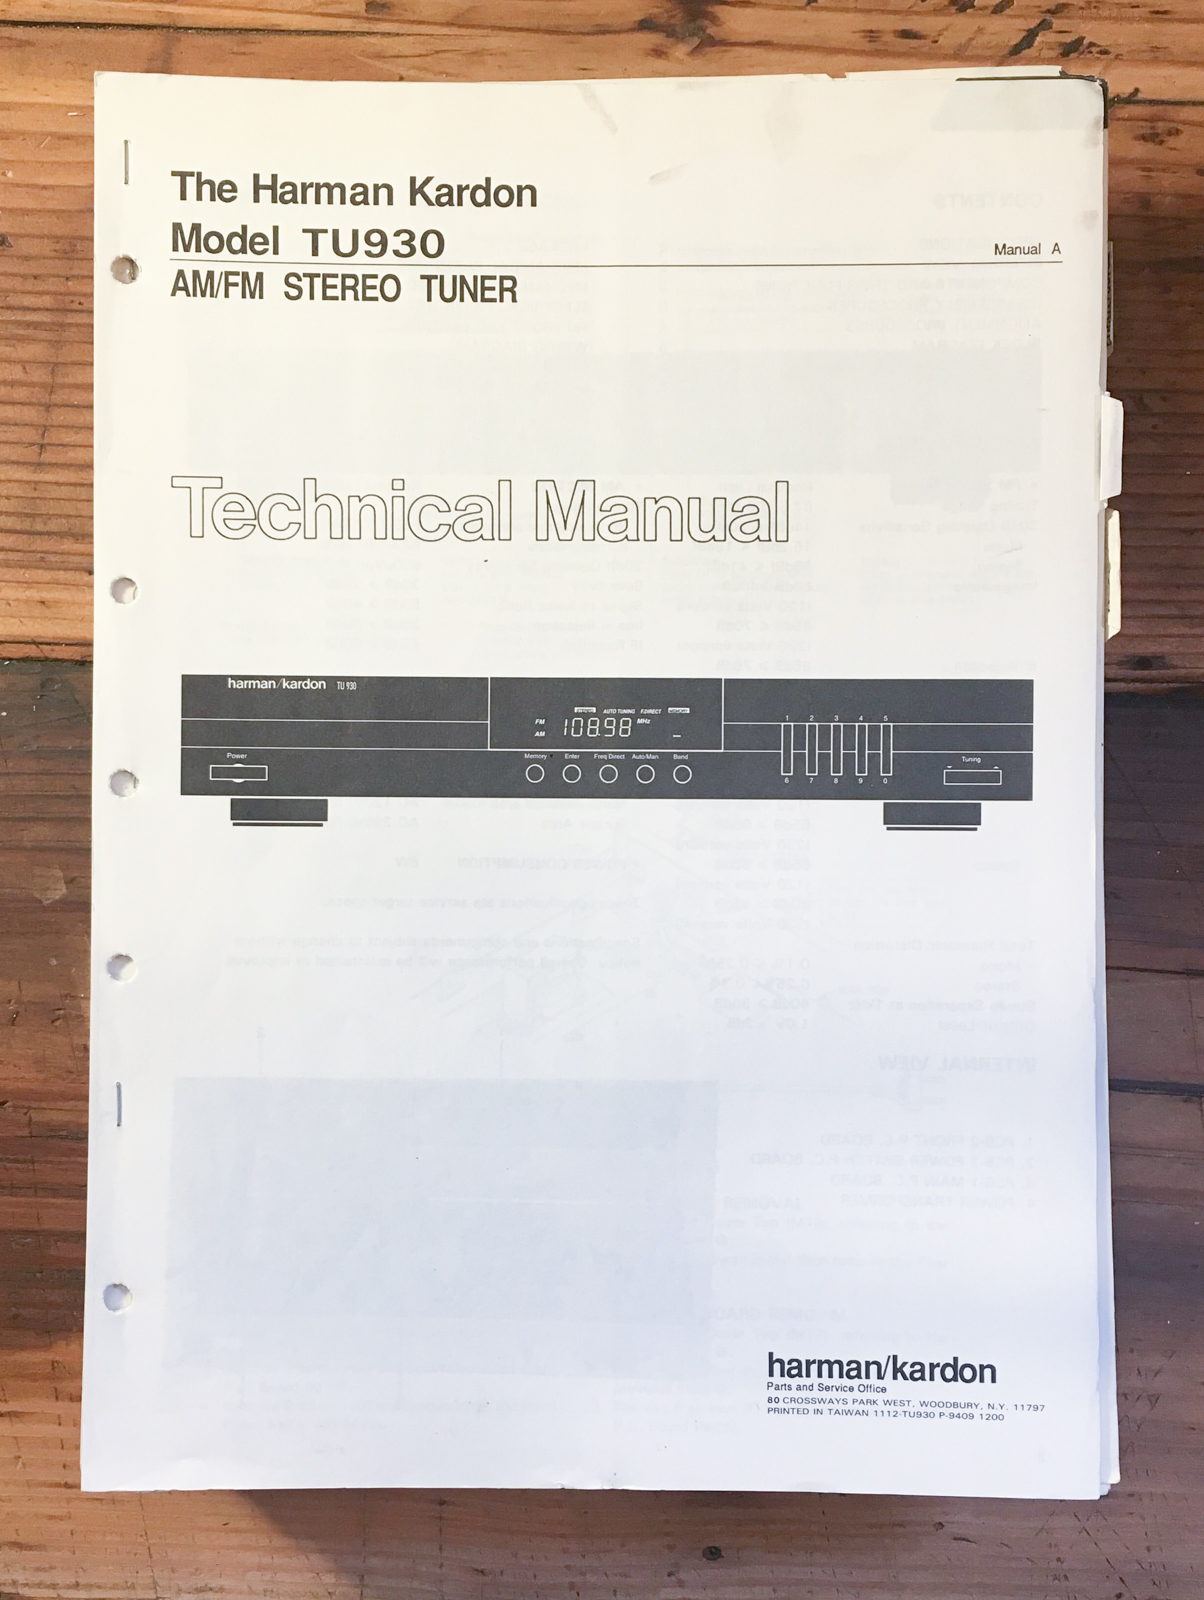 The Harman Kardon
Model TU930
Manual A
AM/FM STEREO TUNER
Technical Manual
harman/kardon TU 930
STEREO AUTO TUNING F.DIRECT MEMORY
FM 108.98 MHz
AM
Power
Memory Enter Freq Direct Auto-Man Band
1 2 3 4 5
6 7 8 9 0
Tuning
harman/kardon
Parts and Service Office
80 CROSSWAYS PARK WEST, WOODBURY, N.Y. 11797
PRINTED IN TAIWAN 1112-TU930 P-9409 1200